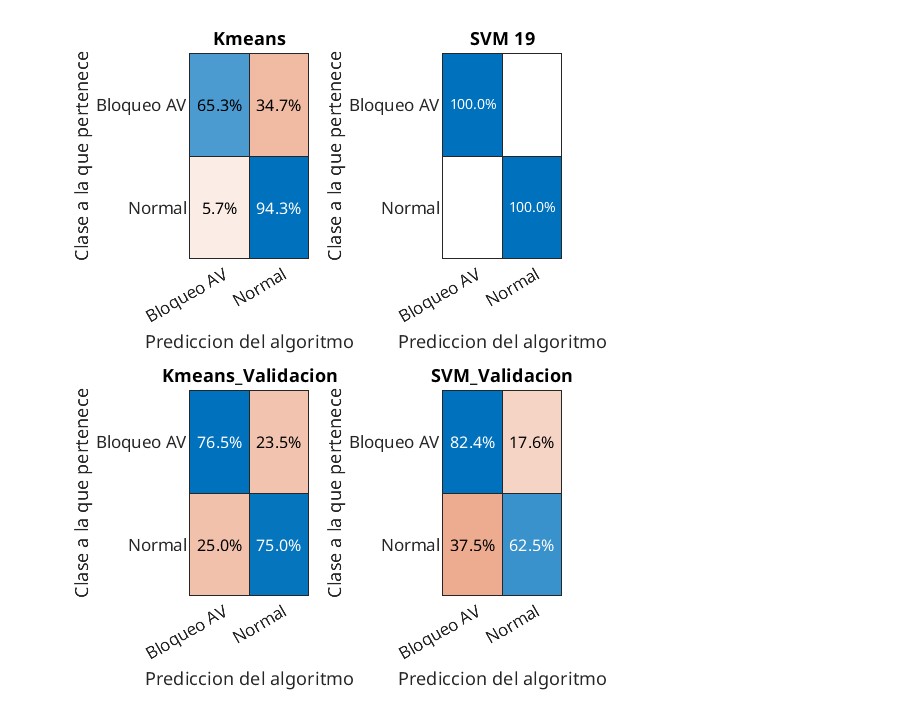 Kmeans
Clase a la que pertenece
Bloqueo AV 65.3% 34.7%
Normal 5.7% 94.3%
Bloqueo AV Normal
Prediccion del algoritmo
SVM 19
Clase a la que pertenece
Bloqueo AV 100.0%
Normal 100.0%
Bloqueo AV Normal
Prediccion del algoritmo
Kmeans_Validacion
Clase a la que pertenece
Bloqueo AV 76.5% 23.5%
Normal 25.0% 75.0%
Bloqueo AV Normal
Prediccion del algoritmo
SVM_Validacion
Clase a la que pertenece
Bloqueo AV 82.4% 17.6%
Normal 37.5% 62.5%
Bloqueo AV Normal
Prediccion del algoritmo